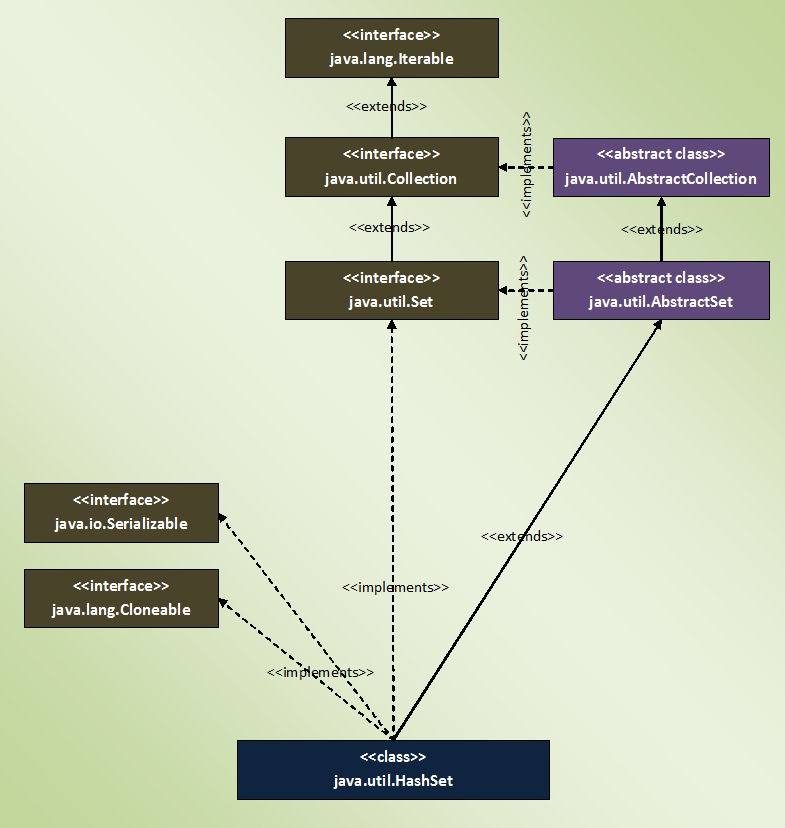 <<interface>>
java.lang.Iterable
<<extends>>
<<interface>>
java.util.Collection
<<implements>>
<<abstract class>>
java.util.AbstractCollection
<<extends>>
<<extends>>
<<interface>>
java.util.Set
<<implements>>
<<abstract class>>
java.util.AbstractSet
<<interface>>
java.io.Serializable
<<extends>>
<<interface>>
java.lang.Cloneable
<<implements>>
<<implements>>
<<class>>
java.util.HashSet